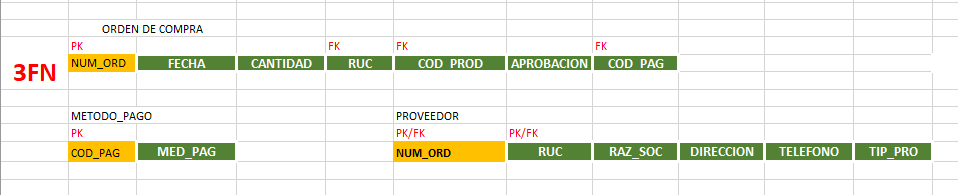 ORDEN DE COMPRA
PK FK FK FK
3FN
NUM_ORD FECHA CANTIDAD RUC COD_PROD APROBACION COD_PAG
METODO_PAGO PROVEEDOR
PK PK/FK PK/FK
COD_PAG MED_PAG NUM_ORD RUC RAZ_SOC DIRECCION TELEFONO TIP_PRO